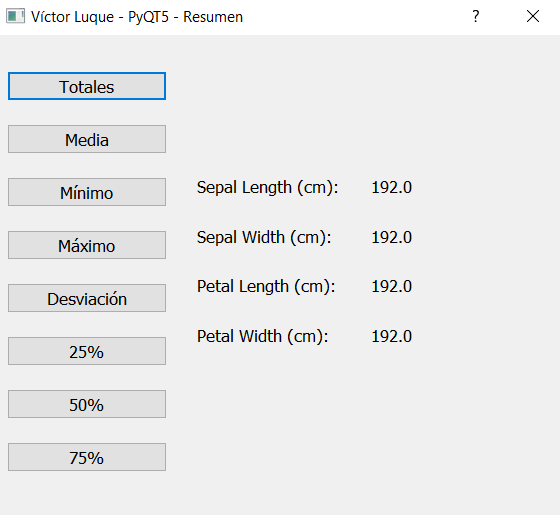 Víctor Luque - PyQT5 - Resumen
Totales
Media
Mínimo
Máximo
Desviación
25%
50%
75%
Sepal Length (cm): 192.0
Sepal Width (cm): 192.0
Petal Length (cm): 192.0
Petal Width (cm): 192.0